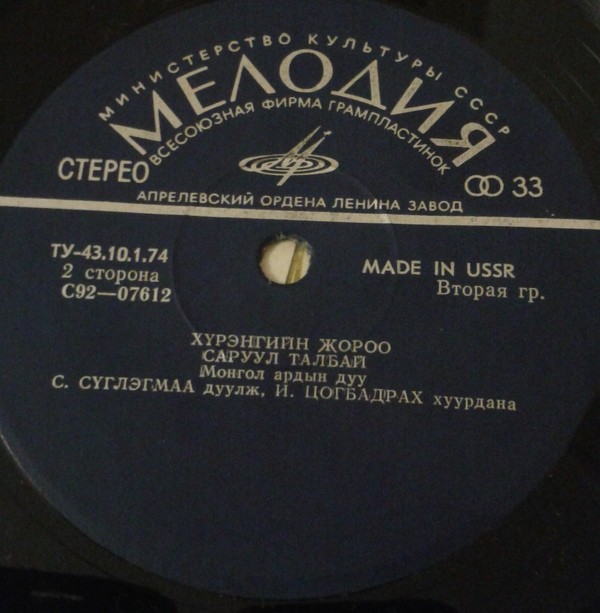 МИНИСТЕРСТВО КУЛЬТУРЫ СССР
МЕЛОДИЯ
ВСЕСОЮЗНАЯ ФИРМА ГРАМПЛАСТИНОК
СТЕРЕО
33
АПРЕЛЕВСКИЙ ОРДЕНА ЛЕНИНА ЗАВОД
ТУ-43.10.1.74
2 сторона
С92—07612
MADE IN USSR
Вторая гр.
ХҮРЭНГИЙН ЖОРОО
САРУУЛ ТАЛБАЙ
Монгол ардын дуу
С. СҮГЛЭГМАА дуулж, И. ЦОГБАДРАХ хуурдана